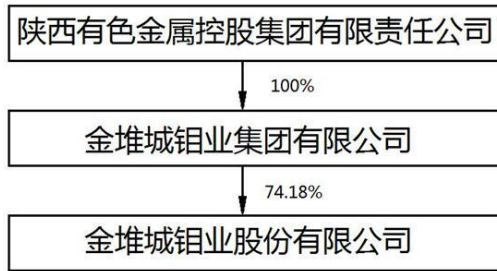 陕西有色金属控股集团有限责任公司
100%
金堆城钼业集团有限公司
74.18%
金堆城钼业股份有限公司